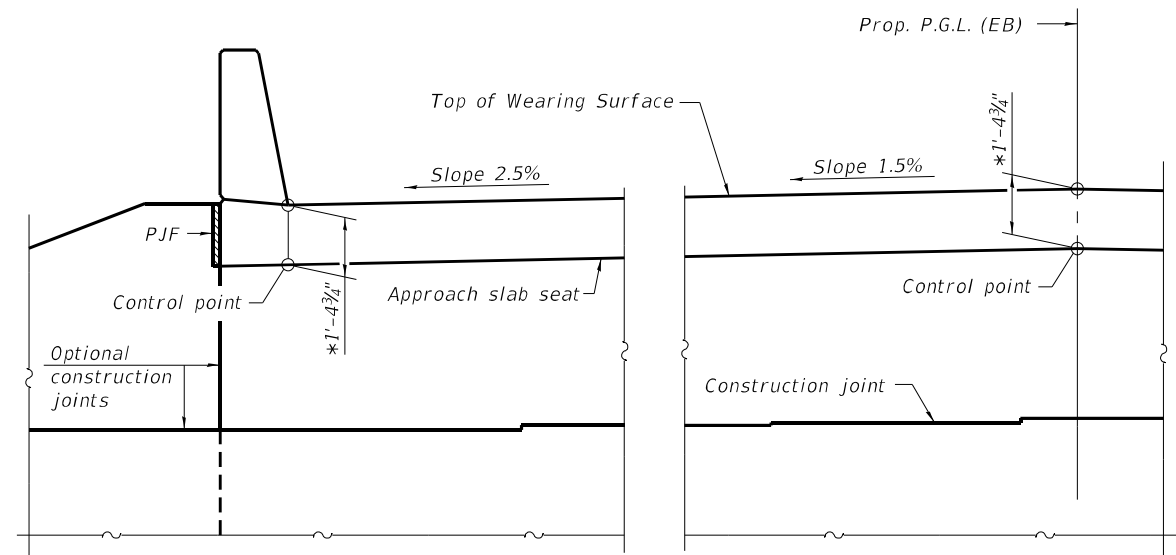 Prop. P.G.L. (EB)
Top of Wearing Surface
*1'-4¾"
Slope 2.5%
Slope 1.5%
PJF
Control point
*1'-4¾"
Approach slab seat
Control point
Optional
construction
joints
Construction joint